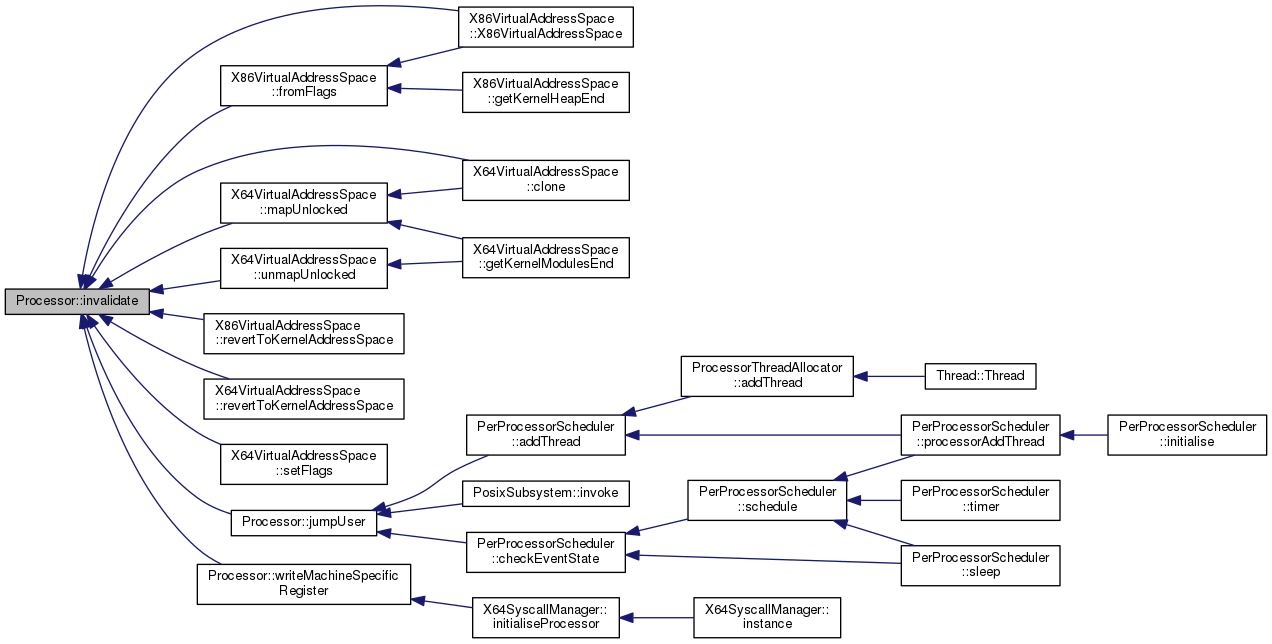 X86VirtualAddressSpace
::X86VirtualAddressSpace
X86VirtualAddressSpace
::fromFlags
X86VirtualAddressSpace
::getKernelHeapEnd
X64VirtualAddressSpace
::clone
X64VirtualAddressSpace
::mapUnlocked
X64VirtualAddressSpace
::getKernelModulesEnd
X64VirtualAddressSpace
::unmapUnlocked
Processor::invalidate
X86VirtualAddressSpace
::revertToKernelAddressSpace
X64VirtualAddressSpace
::revertToKernelAddressSpace
ProcessorThreadAllocator
::addThread
Thread::Thread
PerProcessorScheduler
::addThread
PerProcessorScheduler
::processorAddThread
PerProcessorScheduler
::initialise
X64VirtualAddressSpace
::setFlags
PosixSubsystem::invoke
PerProcessorScheduler
::schedule
PerProcessorScheduler
::timer
Processor::jumpUser
PerProcessorScheduler
::checkEventState
PerProcessorScheduler
::sleep
Processor::writeMachineSpecific
Register
X64SyscallManager::
initialiseProcessor
X64SyscallManager::
instance